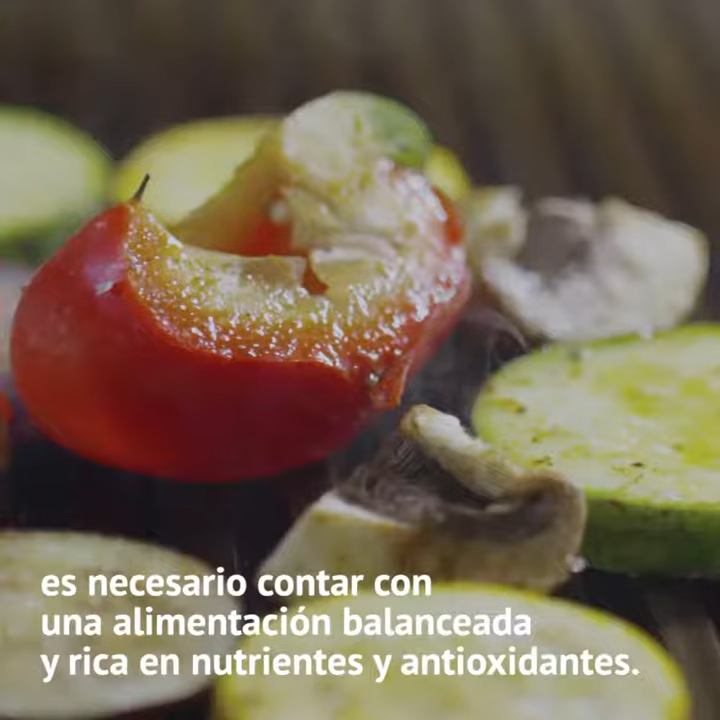 es necesario contar con
una alimentación balanceada
y rica en nutrientes y antioxidantes.